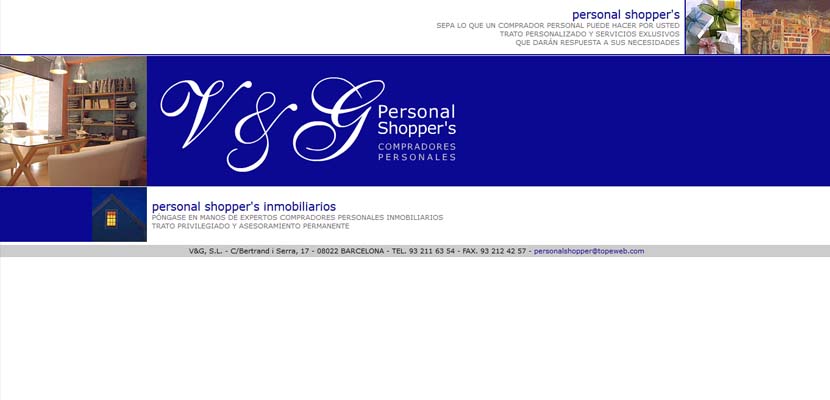 personal shopper's
SEPA LO QUE UN COMPRADOR PERSONAL PUEDE HACER POR USTED
TRATO PERSONALIZADO Y SERVICIOS EXLUSIVOS
QUE DARÁN RESPUESTA A SUS NECESIDADES
V&G Personal
Shopper's
COMPRADORES
PERSONALES
personal shopper's inmobiliarios
PÓNGASE EN MANOS DE EXPERTOS COMPRADORES PERSONALES INMOBILIARIOS
TRATO PRIVILEGIADO Y ASESORAMIENTO PERMANENTE
V&G, S.L. - C/Bertrand i Serra, 17 - 08022 BARCELONA - TEL. 93 211 63 54 - FAX. 93 212 42 57 - personalshopper@topeweb.com